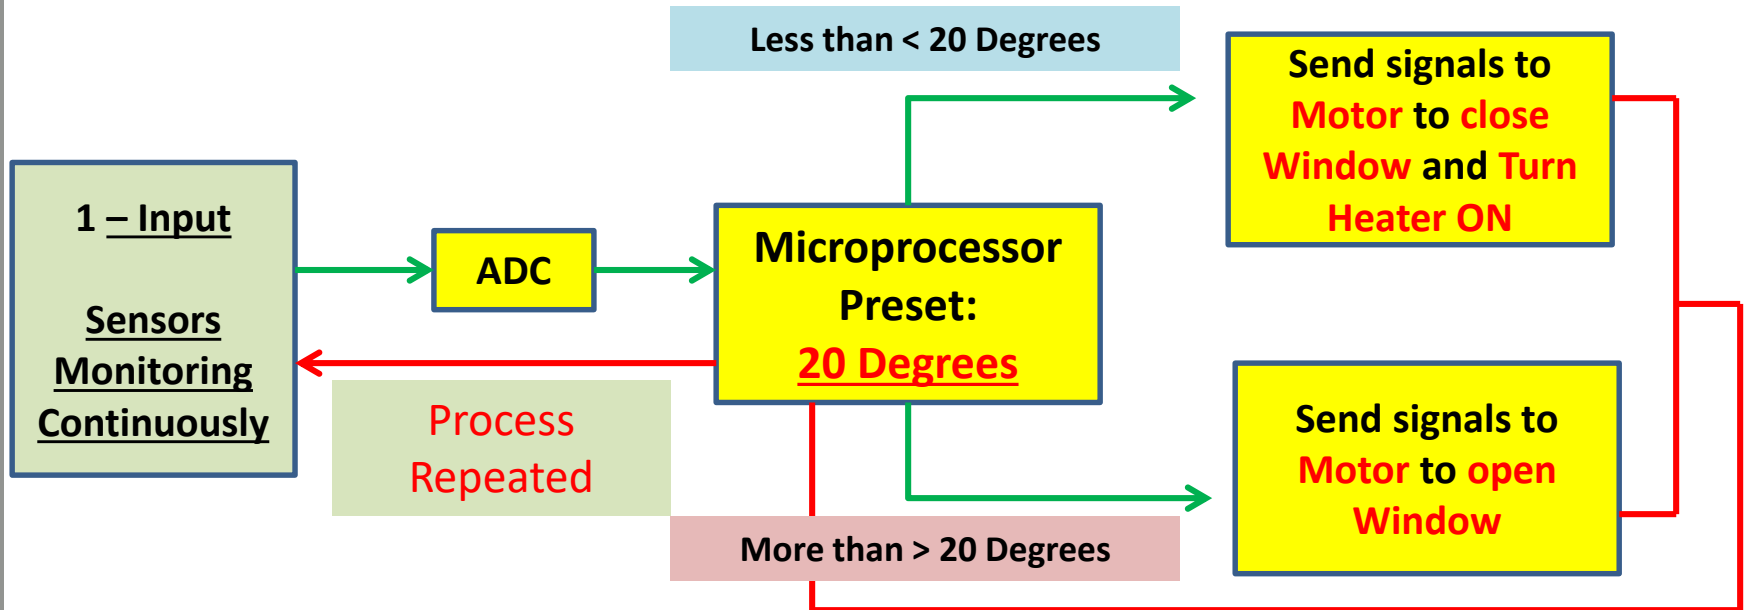 Less than < 20 Degrees
Send signals to
Motor to close
Window and Turn
Heater ON
1 – Input
Sensors
Monitoring
Continuously
ADC
Microprocessor
Preset:
20 Degrees
Process
Repeated
Send signals to
Motor to open
Window
More than > 20 Degrees